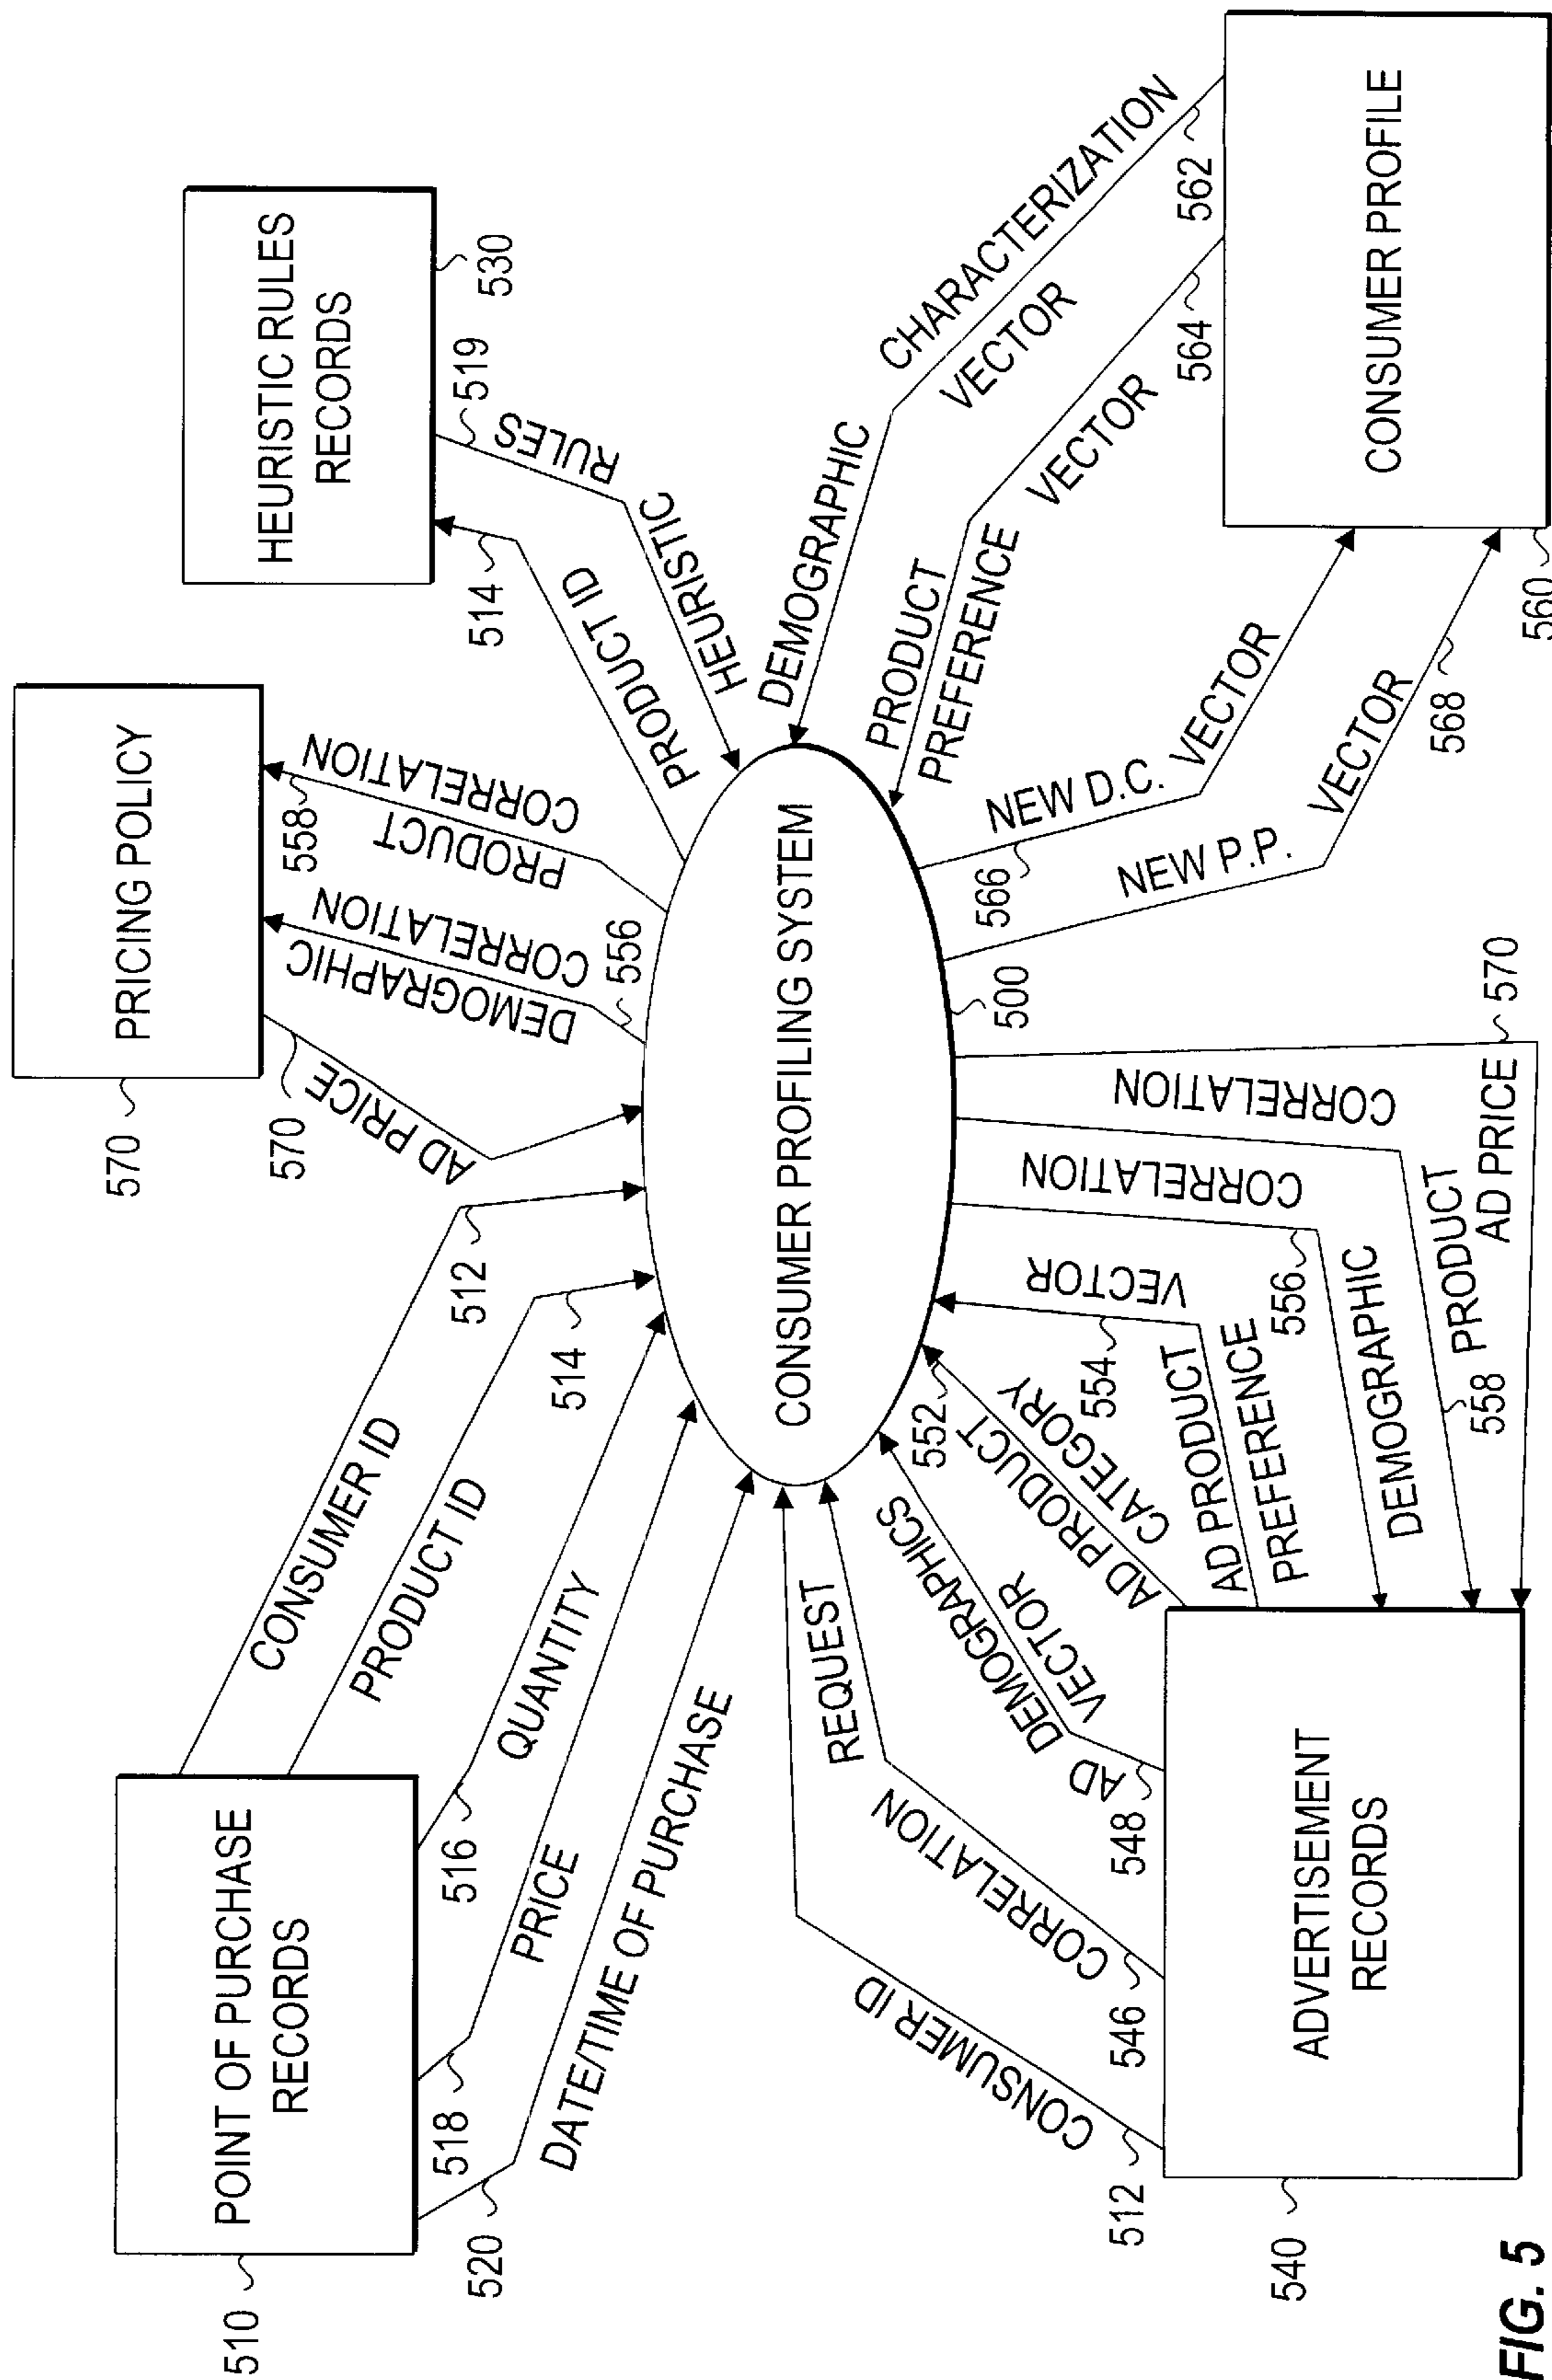 POINT OF PURCHASE
RECORDS
510
CONSUMER ID
512
PRODUCT ID
514
QUANTITY
516
PRICE
518
DATE/TIME OF PURCHASE
520
PRICING POLICY
570
AD PRICE
570
DEMOGRAPHIC
CORRELATION
556
PRODUCT
CORRELATION
558
HEURISTIC RULES
RECORDS
530
PRODUCT ID
514
HEURISTIC
RULES
519
CONSUMER PROFILING SYSTEM
500
DEMOGRAPHIC
CHARACTERIZATION
VECTOR
562
PRODUCT
PREFERENCE
VECTOR
564
NEW D.C. VECTOR
566
NEW P.P. VECTOR
568
CONSUMER PROFILE
560
ADVERTISEMENT
RECORDS
540
CONSUMER ID
512
CORRELATION
REQUEST
546
AD DEMOGRAPHICS
VECTOR
548
AD PRODUCT
CATEGORY
552
AD PRODUCT
PREFERENCE
VECTOR
554
DEMOGRAPHIC
CORRELATION
556
PRODUCT
CORRELATION
558
AD PRICE
570
FIG. 5